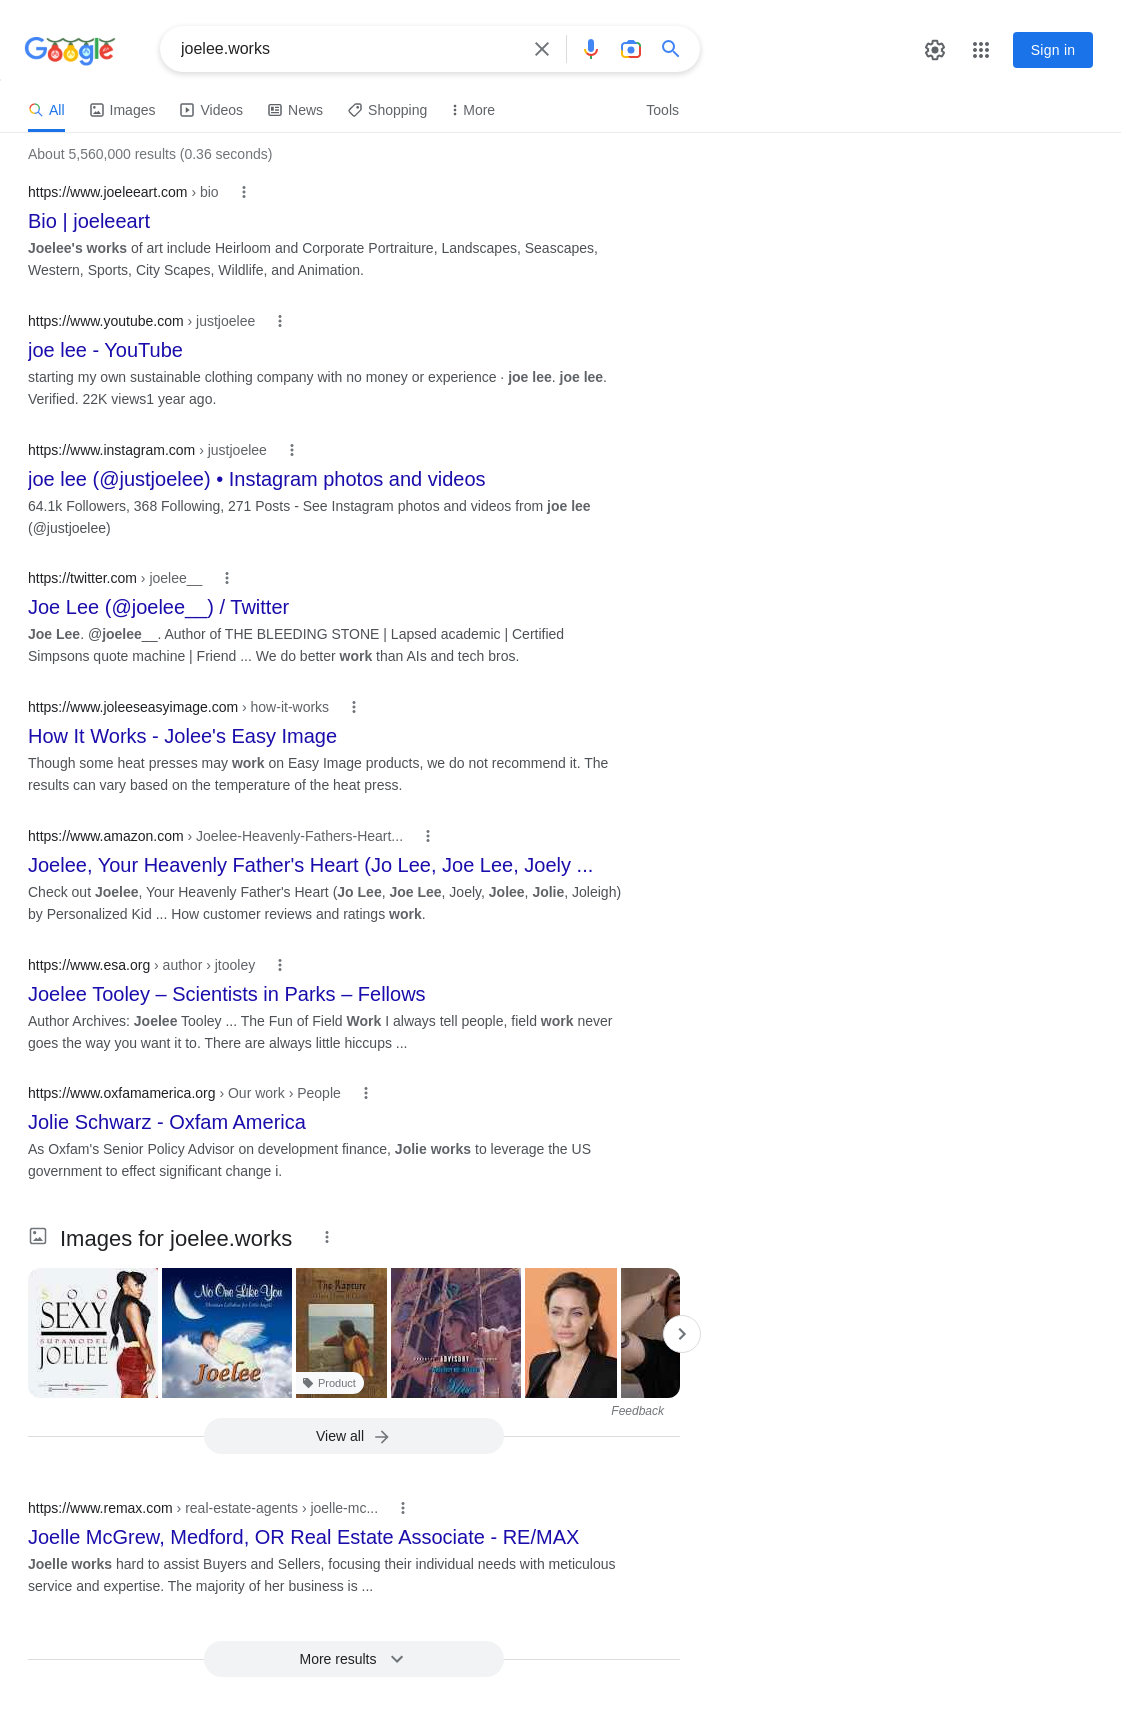 Google
joelee.works
Sign in
All
Images
Videos
News
Shopping
More
Tools
About 5,560,000 results (0.36 seconds)
https://www.joeleeart.com › bio
Bio | joeleeart
Joelee's works of art include Heirloom and Corporate Portraiture, Landscapes, Seascapes,
Western, Sports, City Scapes, Wildlife, and Animation.
https://www.youtube.com › justjoelee
joe lee - YouTube
starting my own sustainable clothing company with no money or experience · joe lee. joe lee.
Verified. 22K views1 year ago.
https://www.instagram.com › justjoelee
joe lee (@justjoelee) • Instagram photos and videos
64.1k Followers, 368 Following, 271 Posts - See Instagram photos and videos from joe lee
(@justjoelee)
https://twitter.com › joelee__
Joe Lee (@joelee__) / Twitter
Joe Lee. @joelee__. Author of THE BLEEDING STONE | Lapsed academic | Certified
Simpsons quote machine | Friend ... We do better work than AIs and tech bros.
https://www.joleeseasyimage.com › how-it-works
How It Works - Jolee's Easy Image
Though some heat presses may work on Easy Image products, we do not recommend it. The
results can vary based on the temperature of the heat press.
https://www.amazon.com › Joelee-Heavenly-Fathers-Heart...
Joelee, Your Heavenly Father's Heart (Jo Lee, Joe Lee, Joely ...
Check out Joelee, Your Heavenly Father's Heart (Jo Lee, Joe Lee, Joely, Jolee, Jolie, Joleigh)
by Personalized Kid ... How customer reviews and ratings work.
https://www.esa.org › author › jtooley
Joelee Tooley – Scientists in Parks – Fellows
Author Archives: Joelee Tooley ... The Fun of Field Work I always tell people, field work never
goes the way you want it to. There are always little hiccups ...
https://www.oxfamamerica.org › Our work › People
Jolie Schwarz - Oxfam America
As Oxfam's Senior Policy Advisor on development finance, Jolie works to leverage the US
government to effect significant change i.
Images for joelee.works
SOO
SEXY
SUPAMODEL
JOELEE
No One Like You
Joelee
The Rapture
Product
ADVISORY
Feedback
View all
https://www.remax.com › real-estate-agents › joelle-mc...
Joelle McGrew, Medford, OR Real Estate Associate - RE/MAX
Joelle works hard to assist Buyers and Sellers, focusing their individual needs with meticulous
service and expertise. The majority of her business is ...
More results